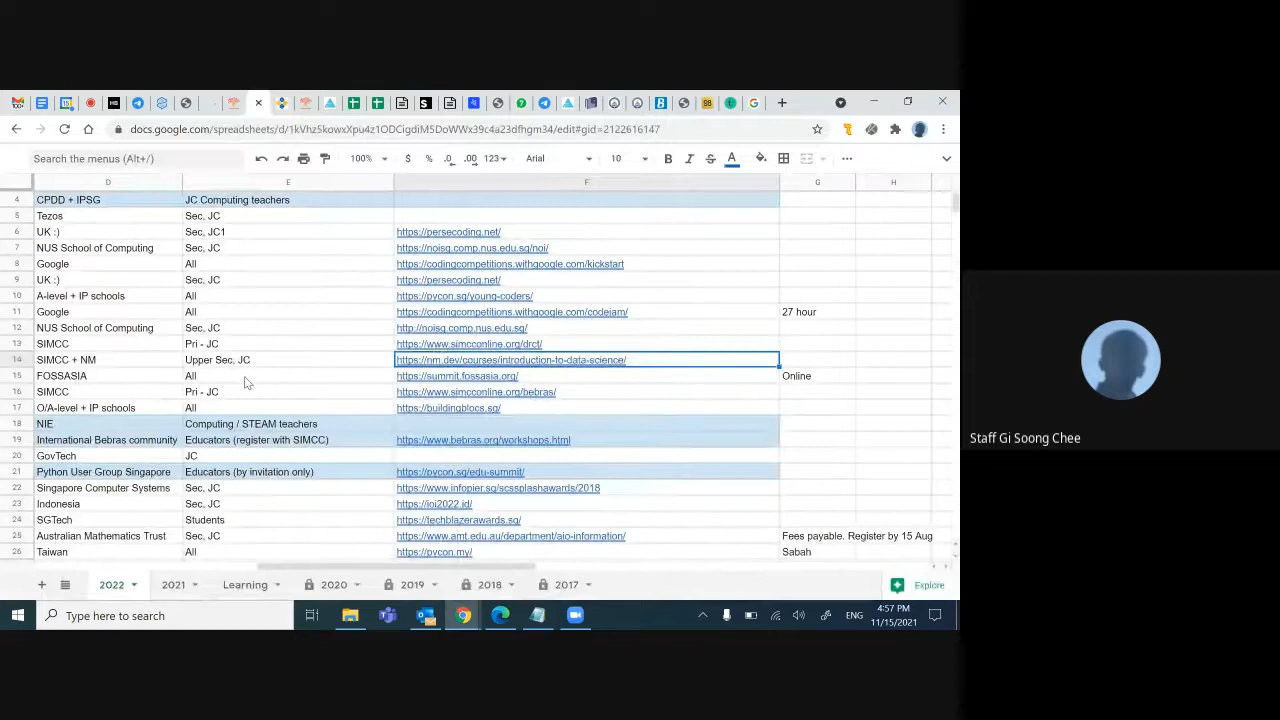 docs.google.com/spreadsheets/d/1kVhz5kowxXpu4z1ODCigdiM5DoWWx39c4a23dfhgm34/edit#gid=2122616147
Search the menus (Alt+/) 100% $ % .0 .00 123 Arial 10 B I S A
D E F G H
4 CPDD + IPSG JC Computing teachers
5 Tezos Sec, JC
6 UK :) Sec, JC1 https://persecoding.net/
7 NUS School of Computing Sec, JC https://noisg.comp.nus.edu.sg/noi/
8 Google All https://codingcompetitions.withgoogle.com/kickstart
9 UK :) Sec, JC https://persecoding.net/
10 A-level + IP schools All https://pycon.sg/young-coders/
11 Google All https://codingcompetitions.withgoogle.com/codejam/ 27 hour
12 NUS School of Computing Sec, JC http://noisg.comp.nus.edu.sg/
13 SIMCC Pri - JC https://www.simcconline.org/drct/
14 SIMCC + NM Upper Sec, JC https://nm.dev/courses/introduction-to-data-science/
15 FOSSASIA All https://summit.fossasia.org/ Online
16 SIMCC Pri - JC https://www.simcconline.org/bebras/
17 O/A-level + IP schools All https://buildingblocs.sg/
18 NIE Computing / STEAM teachers
19 International Bebras community Educators (register with SIMCC) https://www.bebras.org/workshops.html
20 GovTech JC
21 Python User Group Singapore Educators (by invitation only) https://pycon.sg/edu-summit/
22 Singapore Computer Systems Sec, JC https://www.infopier.sg/scssplashawards/2018
23 Indonesia Sec, JC https://ioi2022.id/
24 SGTech Students https://techblazerawards.sg/
25 Australian Mathematics Trust Sec, JC https://www.amt.edu.au/department/aio-information/ Fees payable. Register by 15 Aug
26 Taiwan All https://pycon.my/ Sabah
2022 2021 Learning 2020 2019 2018 2017 Explore
Type here to search ENG 4:57 PM
11/15/2021
Staff Gi Soong Chee